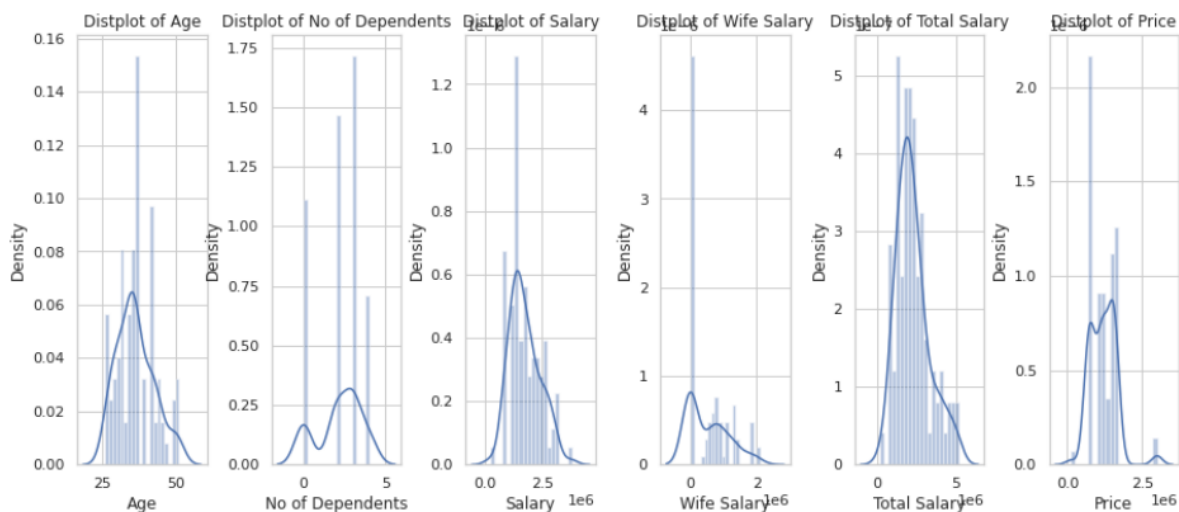 Distplot of Age
0.16
0.14
0.12
0.10
0.08
0.06
0.04
0.02
0.00
Density
25
50
Age
Distplot of No of Dependents
1.75
1.50
1.25
1.00
0.75
0.50
0.25
0.00
Density
0
5
No of Dependents
Distplot of Salary
1e-6
1.2
1.0
0.8
0.6
0.4
0.2
0.0
Density
0.0
2.5
1e6
Salary
Distplot of Wife Salary
1e-6
4
3
2
1
0
Density
0
2
1e6
Wife Salary
Distplot of Total Salary
1e-7
5
4
3
2
1
0
Density
0
5
1e6
Total Salary
Distplot of Price
1e-6
2.0
1.5
1.0
0.5
0.0
Density
0.0
2.5
1e6
Price